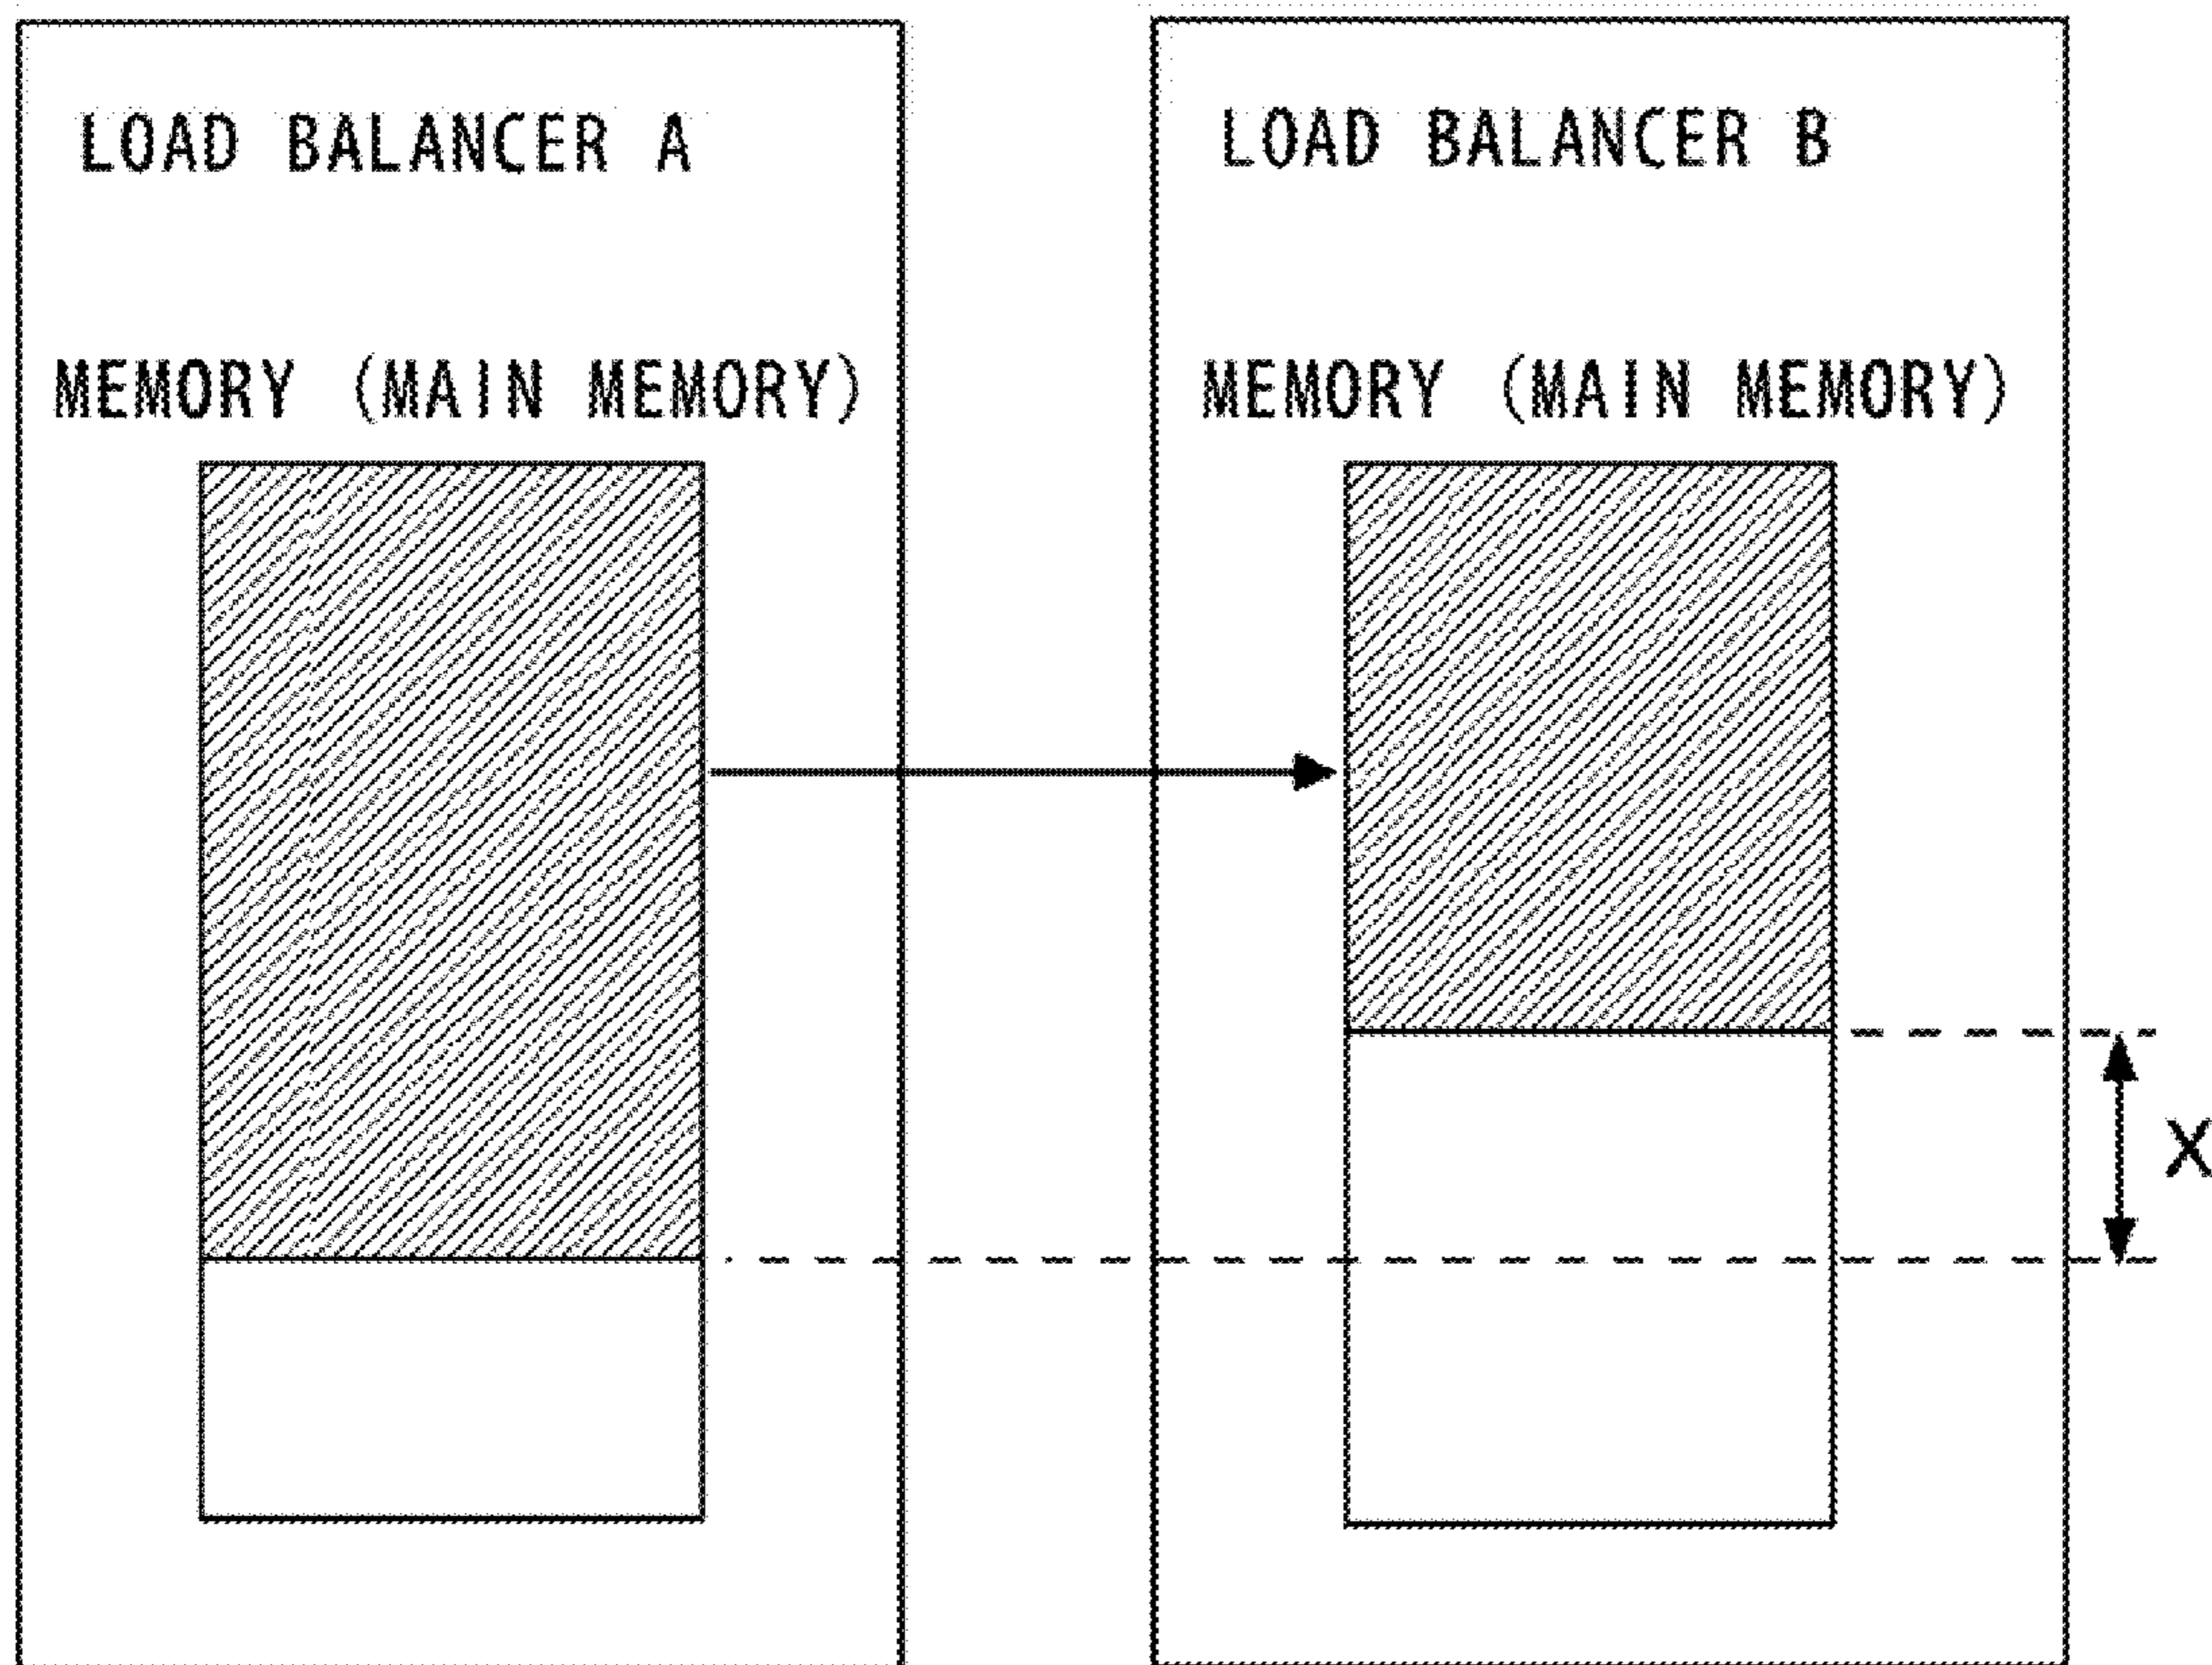 LOAD BALANCER A
MEMORY (MAIN MEMORY)
LOAD BALANCER B
MEMORY (MAIN MEMORY)
X